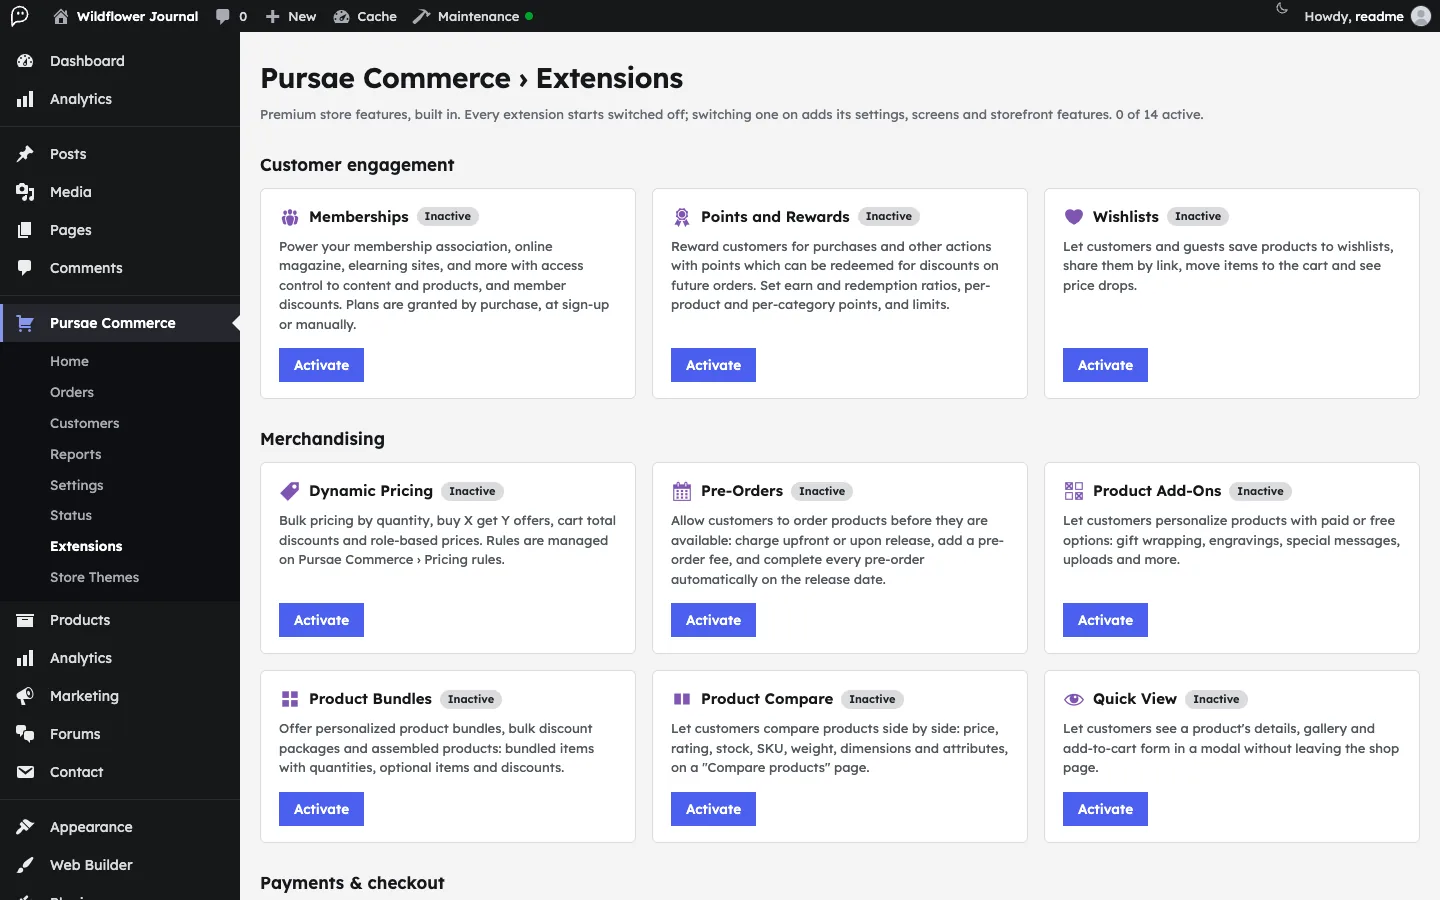 Wildflower Journal 0 New Cache Maintenance Howdy, readme
Dashboard
Analytics
Posts
Media
Pages
Comments
Pursae Commerce
Home
Orders
Customers
Reports
Settings
Status
Extensions
Store Themes
Products
Analytics
Marketing
Forums
Contact
Appearance
Web Builder
Pursae Commerce › Extensions
Premium store features, built in. Every extension starts switched off; switching one on adds its settings, screens and storefront features. 0 of 14 active.
Customer engagement
Memberships Inactive
Power your membership association, online
magazine, elearning sites, and more with access
control to content and products, and member
discounts. Plans are granted by purchase, at sign-up
or manually.
Activate
Points and Rewards Inactive
Reward customers for purchases and other actions
with points which can be redeemed for discounts on
future orders. Set earn and redemption ratios, per-
product and per-category points, and limits.
Activate
Wishlists Inactive
Let customers and guests save products to wishlists,
share them by link, move items to the cart and see
price drops.
Activate
Merchandising
Dynamic Pricing Inactive
Bulk pricing by quantity, buy X get Y offers, cart total
discounts and role-based prices. Rules are managed
on Pursae Commerce › Pricing rules.
Activate
Pre-Orders Inactive
Allow customers to order products before they are
available: charge upfront or upon release, add a pre-
order fee, and complete every pre-order
automatically on the release date.
Activate
Product Add-Ons Inactive
Let customers personalize products with paid or free
options: gift wrapping, engravings, special messages,
uploads and more.
Activate
Product Bundles Inactive
Offer personalized product bundles, bulk discount
packages and assembled products: bundled items
with quantities, optional items and discounts.
Activate
Product Compare Inactive
Let customers compare products side by side: price,
rating, stock, SKU, weight, dimensions and attributes,
on a "Compare products" page.
Activate
Quick View Inactive
Let customers see a product's details, gallery and
add-to-cart form in a modal without leaving the shop
page.
Activate
Payments & checkout